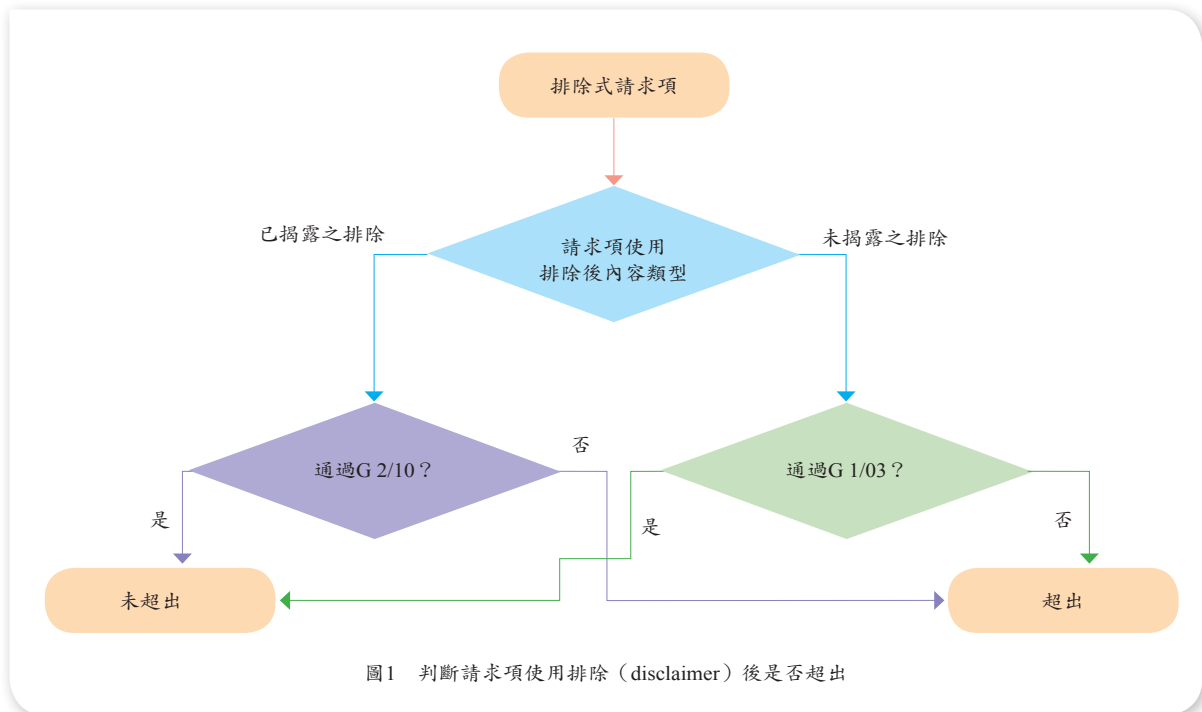 排除式請求項
已揭露之排除
未揭露之排除
請求項使用
排除後內容類型
否
通過G 2/10？
通過G 1/03？
是
是
否
未超出
超出
圖1 判斷請求項使用排除（disclaimer）後是否超出